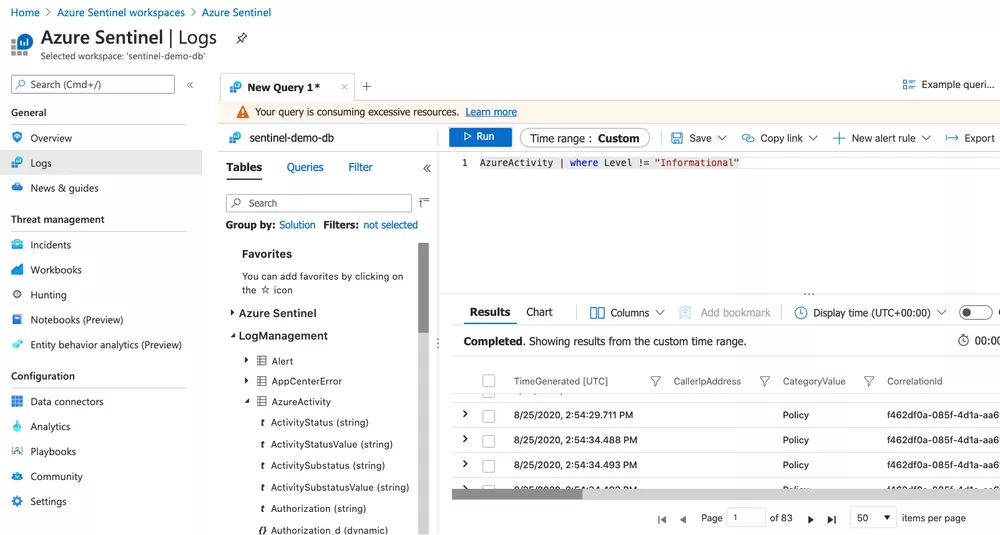 Home > Azure Sentinel workspaces > Azure Sentinel
Azure Sentinel | Logs
Selected workspace: 'sentinel-demo-db'
Search (Cmd+/)
General
Overview
Logs
News & guides
Threat management
Incidents
Workbooks
Hunting
Notebooks (Preview)
Entity behavior analytics (Preview)
Configuration
Data connectors
Analytics
Playbooks
Community
Settings
New Query 1*
Example queri...
Your query is consuming excessive resources. Learn more
sentinel-demo-db
Run
Time range : Custom
Save
Copy link
New alert rule
Export
Tables Queries Filter
Search
Group by: Solution Filters: not selected
Favorites
You can add favorites by clicking on
the ☆ icon
Azure Sentinel
LogManagement
Alert
AppCenterError
AzureActivity
t ActivityStatus (string)
t ActivityStatusValue (string)
t ActivitySubstatus (string)
t ActivitySubstatusValue (string)
t Authorization (string)
{} Authorization_d (dynamic)
1 AzureActivity | where Level != "Informational"
Results Chart Columns Add bookmark Display time (UTC+00:00)
Completed. Showing results from the custom time range. 00:00
TimeGenerated [UTC] CallerIpAddress CategoryValue CorrelationId
8/25/2020, 2:54:29.711 PM Policy f462df0a-085f-4d1a-aa6
8/25/2020, 2:54:34.488 PM Policy f462df0a-085f-4d1a-aa6
8/25/2020, 2:54:34.493 PM Policy f462df0a-085f-4d1a-aa6
Page 1 of 83 50 items per page